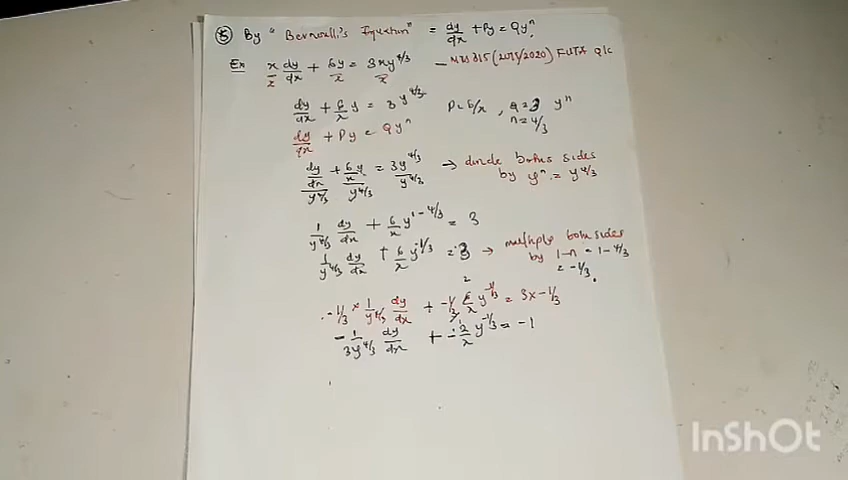 ⑤ By "Bernoulli's Equation" = dy/dx + Py = Qy^n.
Ex x/x dy/dx + 6y/x = 3xy^4/3/x — MTS 315 (2019/2020) FUTA Q1c
dy/dx + 6/x y = 3y^4/3 P=6/x, Q=3 y^n
dy/dx + Py = Qy^n n=4/3
dy/dx/y^4/3 + 6y/x/y^4/3 = 3y^4/3/y^4/3 → divide both sides
by y^n = y^4/3
1/y^4/3 dy/dx + 6/x y^1-4/3 = 3
1/y^4/3 dy/dx + 6/x y^-1/3 = 3 → multiple both sides
by 1-n = 1-4/3
= -1/3.
-1/3 × 1/y^4/3 dy/dx + -1/3 6/x y^-1/3 = 3x-1/3
-1/3y^4/3 dy/dx + -2/x y^-1/3 = -1
InShOt